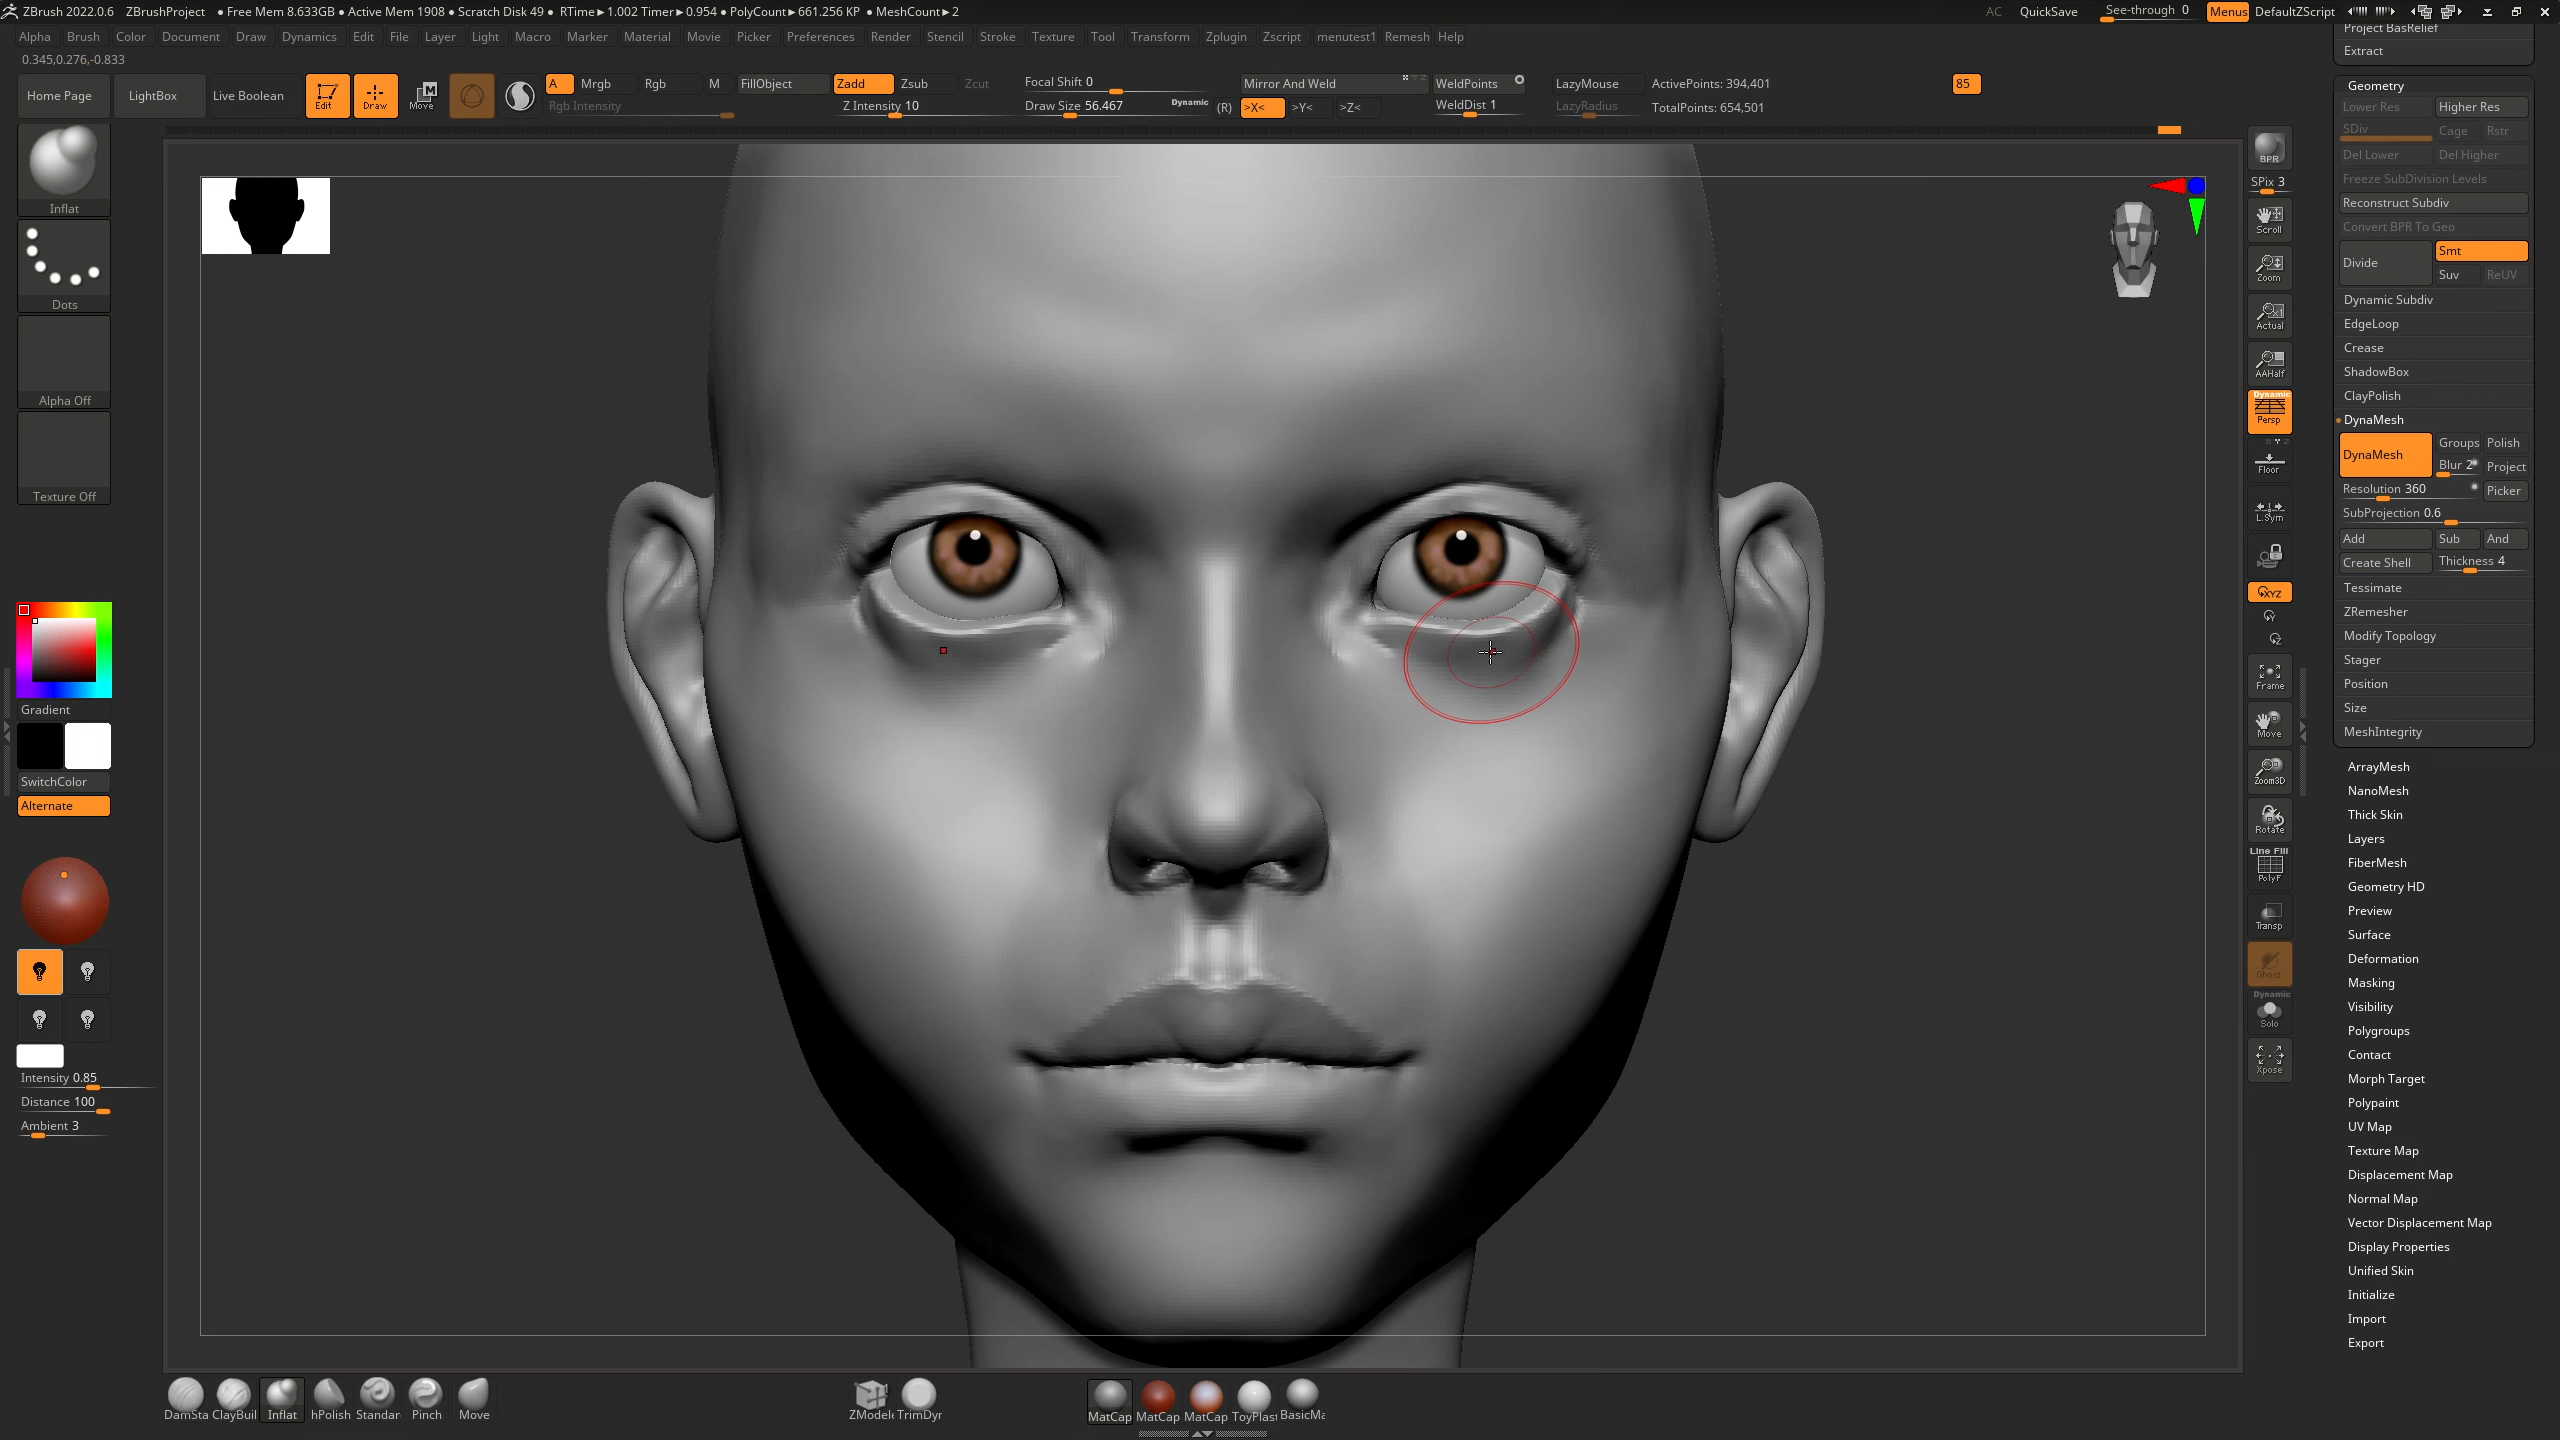 ZBrush 2022.0.6 ZBrushProject ● Free Mem 8.633GB ● Active Mem 1908 ● Scratch Disk 49 ● RTime►1.002 Timer►0.954 ● PolyCount►661.256 KP ● MeshCount►2 AC QuickSave See-through 0 Menus DefaultZScript
Alpha Brush Color Document Draw Dynamics Edit File Layer Light Macro Marker Material Movie Picker Preferences Render Stencil Stroke Texture Tool Transform Zplugin Zscript menutest1 Remesh Help
0.345,0.276,-0.833
Home Page LightBox Live Boolean Edit Draw Move
A Mrgb Rgb M FillObject Zadd Zsub Zcut Focal Shift 0 Mirror And Weld WeldPoints LazyMouse ActivePoints: 394,401 85
Rgb Intensity Z Intensity 10 Draw Size 56.467 Dynamic (R) >X< >Y< >Z< WeldDist 1 LazyRadius TotalPoints: 654,501
Inflat
Dots
Alpha Off
Texture Off
Gradient
SwitchColor
Alternate
Intensity 0.85
Distance 100
Ambient 3
BPR
SPix 3
Scroll
Zoom
Actual
AAHalf
Dynamic
Persp
Floor
L.Sym
XYZ
Frame
Move
Zoom3D
Rotate
Line Fill
PolyF
Transp
Ghost
Dynamic
Solo
Xpose
Project BasRelief
Extract
Geometry
Lower Res Higher Res
SDiv Cage Rstr
Del Lower Del Higher
Freeze SubDivision Levels
Reconstruct Subdiv
Convert BPR To Geo
Divide Smt
Suv ReUV
Dynamic Subdiv
EdgeLoop
Crease
ShadowBox
ClayPolish
DynaMesh
DynaMesh Groups Polish
Blur 2 Project
Resolution 360 Picker
SubProjection 0.6
Add Sub And
Create Shell Thickness 4
Tessimate
ZRemesher
Modify Topology
Stager
Position
Size
MeshIntegrity
ArrayMesh
NanoMesh
Thick Skin
Layers
FiberMesh
Geometry HD
Preview
Surface
Deformation
Masking
Visibility
Polygroups
Contact
Morph Target
Polypaint
UV Map
Texture Map
Displacement Map
Normal Map
Vector Displacement Map
Display Properties
Unified Skin
Initialize
Import
Export
DamSta ClayBuil Inflat hPolish Standar Pinch Move ZModele TrimDyr MatCap MatCap MatCap ToyPlas BasicMa